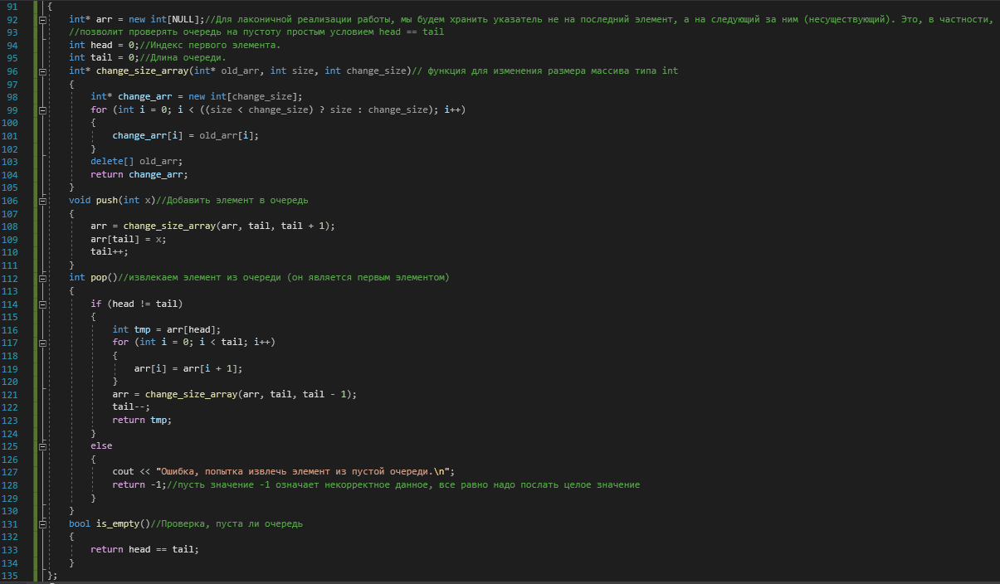 91 {
92 int* arr = new int[NULL];//Для лаконичной реализации работы, мы будем хранить указатель не на последний элемент, а на следующий за ним (несуществующий). Это, в частности,
93 //позволит проверять очередь на пустоту простым условием head == tail
94 int head = 0;//Индекс первого элемента.
95 int tail = 0;//Длина очереди.
96 int* change_size_array(int* old_arr, int size, int change_size)// функция для изменения размера массива типа int
97 {
98 int* change_arr = new int[change_size];
99 for (int i = 0; i < ((size < change_size) ? size : change_size); i++)
100 {
101 change_arr[i] = old_arr[i];
102 }
103 delete[] old_arr;
104 return change_arr;
105 }
106 void push(int x)//Добавить элемент в очередь
107 {
108 arr = change_size_array(arr, tail, tail + 1);
109 arr[tail] = x;
110 tail++;
111 }
112 int pop()//извлекаем элемент из очереди (он является первым элементом)
113 {
114 if (head != tail)
115 {
116 int tmp = arr[head];
117 for (int i = 0; i < tail; i++)
118 {
119 arr[i] = arr[i + 1];
120 }
121 arr = change_size_array(arr, tail, tail - 1);
122 tail--;
123 return tmp;
124 }
125 else
126 {
127 cout << "Ошибка, попытка извлечь элемент из пустой очереди.\n";
128 return -1;//пусть значение -1 означает некорректное данное, все равно надо послать целое значение
129 }
130 }
131 bool is_empty()//Проверка, пуста ли очередь
132 {
133 return head == tail;
134 }
135 };